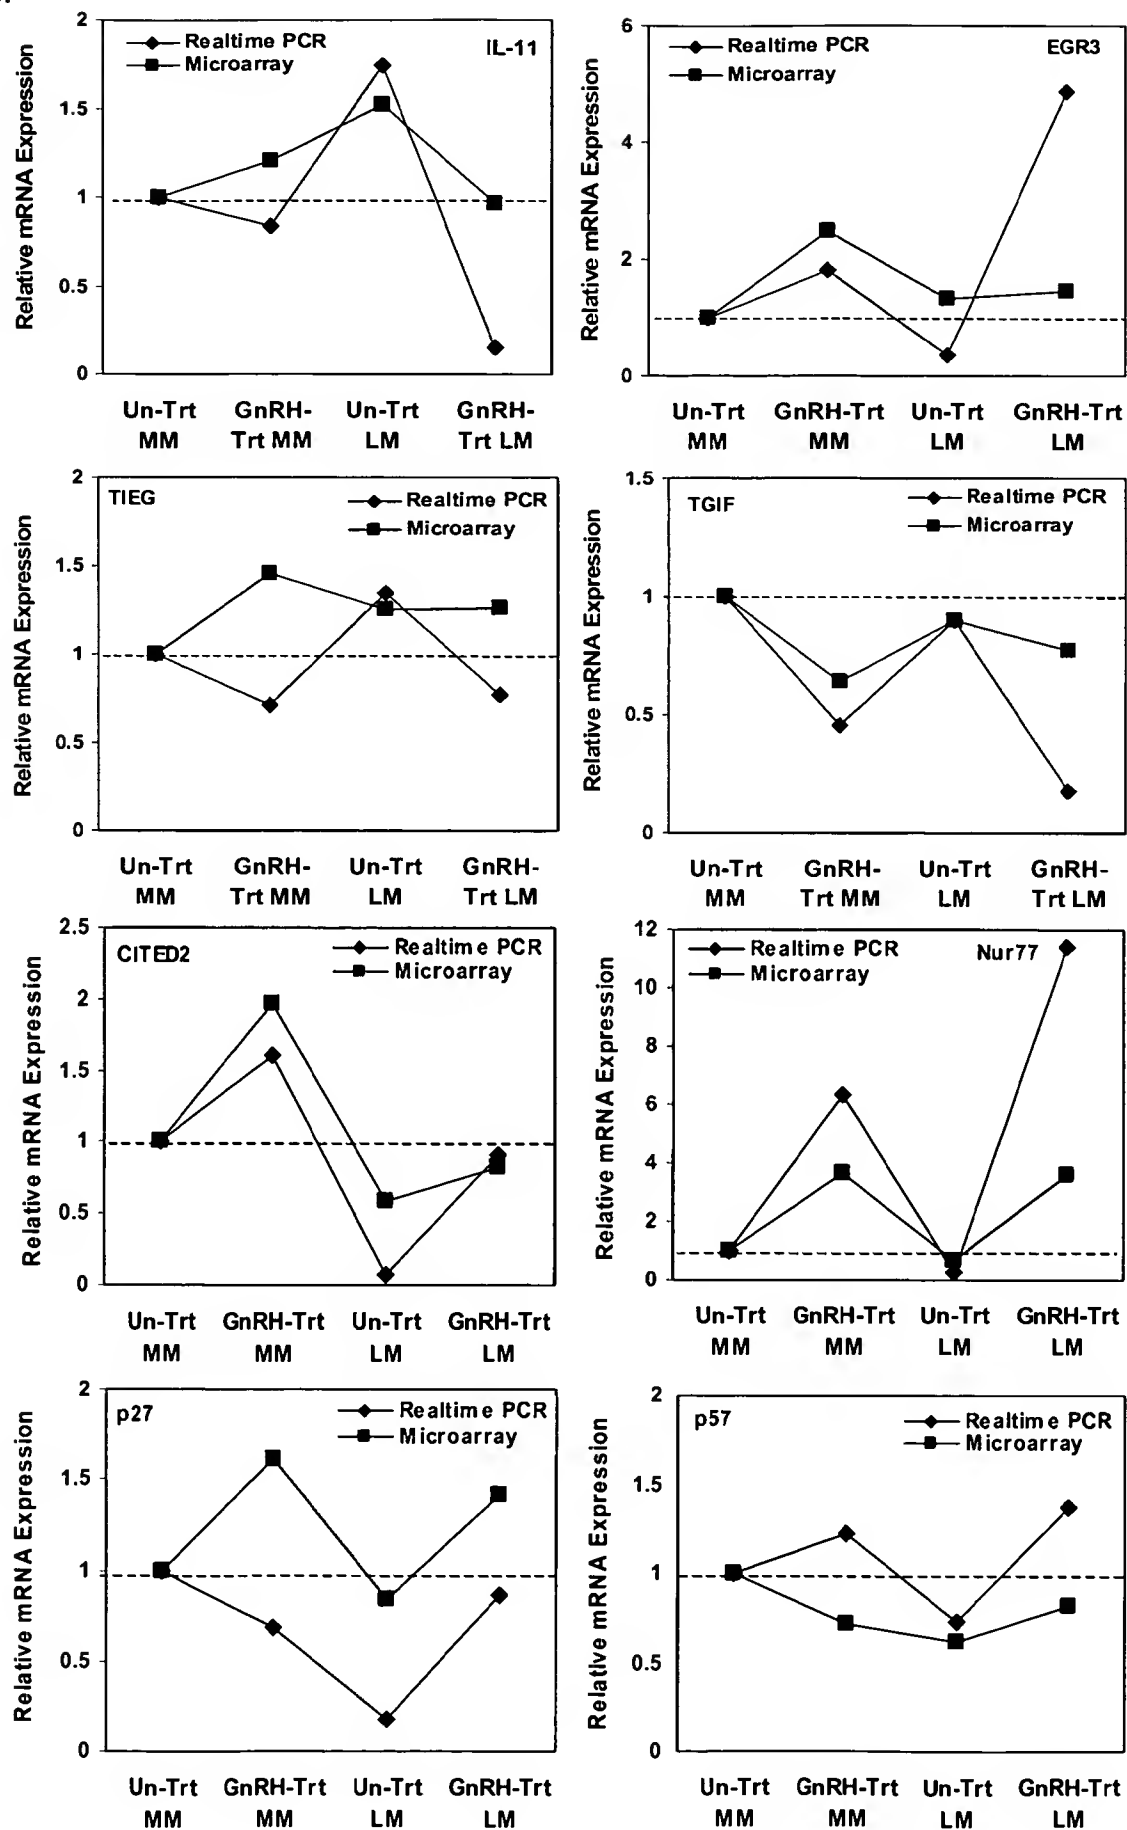 Realtime PCR
Microarray
IL-11
Relative mRNA Expression
2
1.5
1
0.5
0
Un-Trt GnRH- Un-Trt GnRH-
MM Trt MM LM Trt LM
Realtime PCR
Microarray
EGR3
Relative mRNA Expression
6
4
2
0
Un-Trt GnRH-Trt Un-Trt GnRH-Trt
MM MM LM LM
TIEG
Realtime PCR
Microarray
Relative mRNA Expression
2
1.5
1
0.5
0
Un-Trt GnRH- Un-Trt GnRH-
MM Trt MM LM Trt LM
TGIF
Realtime PCR
Microarray
Relative mRNA Expression
1.5
1
0.5
0
Un-Trt GnRH- Un-Trt GnRH-
MM Trt MM LM Trt LM
CITED2
Realtime PCR
Microarray
Relative mRNA Expression
2.5
2
1.5
1
0.5
0
Un-Trt GnRH-Trt Un-Trt GnRH-Trt
MM MM LM LM
Realtime PCR
Microarray
Nur77
Relative mRNA Expression
12
10
8
6
4
2
0
Un-Trt GnRH-Trt Un-Trt GnRH-Trt
MM MM LM LM
p27
Realtime PCR
Microarray
Relative mRNA Expression
2
1.5
1
0.5
0
Un-Trt GnRH-Trt Un-Trt GnRH-Trt
MM MM LM LM
p57
Realtime PCR
Microarray
Relative mRNA Expression
2
1.5
1
0.5
0
Un-Trt GnRH-Trt Un-Trt GnRH-Trt
MM MM LM LM